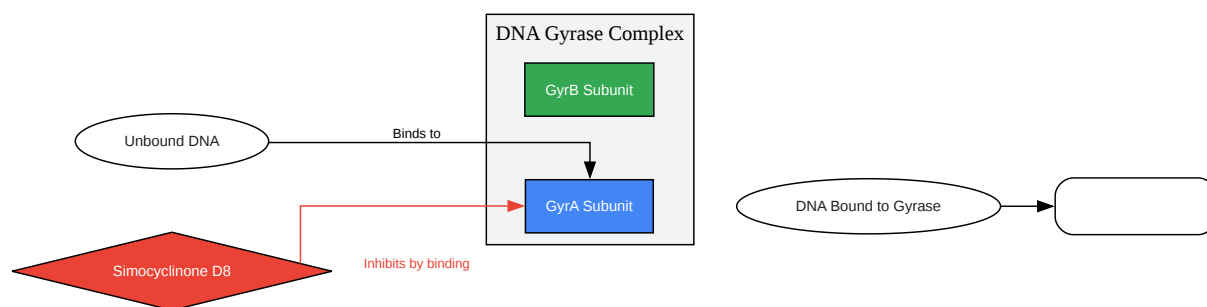 DNA Gyrase Complex
GyrB Subunit
Unbound DNA
Binds to
GyrA Subunit
DNA Bound to Gyrase
Simocyclinone D8
Inhibits by binding